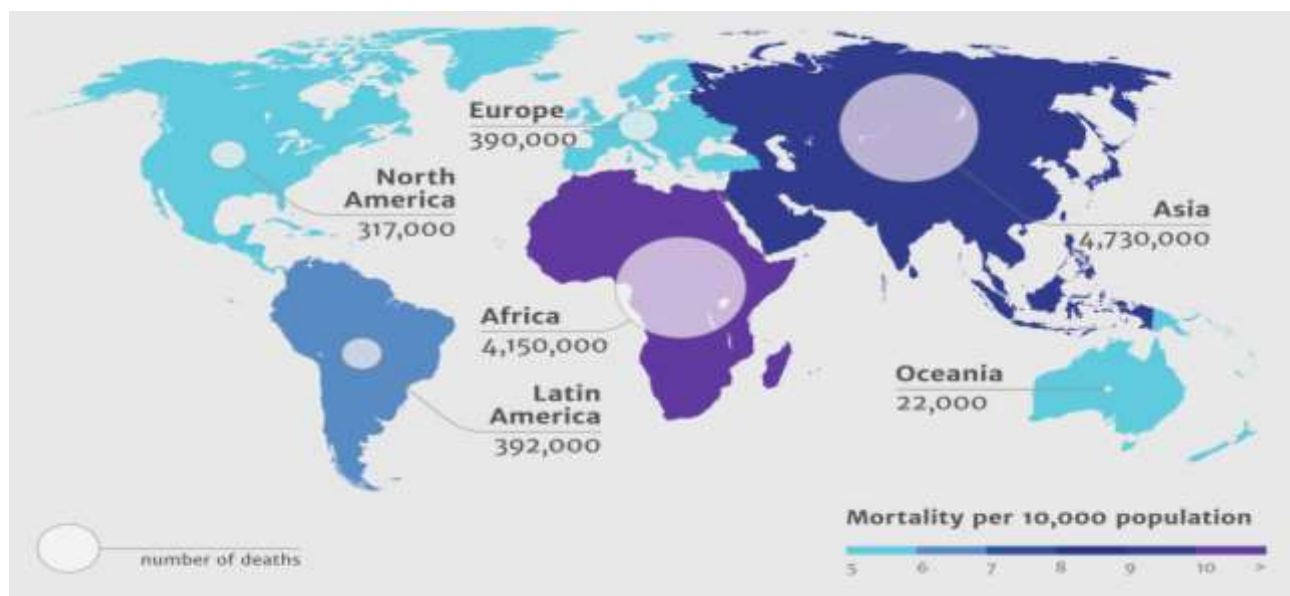 Europe
390,000
North
America
317,000
Asia
4,730,000
Africa
4,150,000
Latin
America
392,000
Oceania
22,000
Mortality per 10,000 population
number of deaths
5 6 7 8 9 10 >